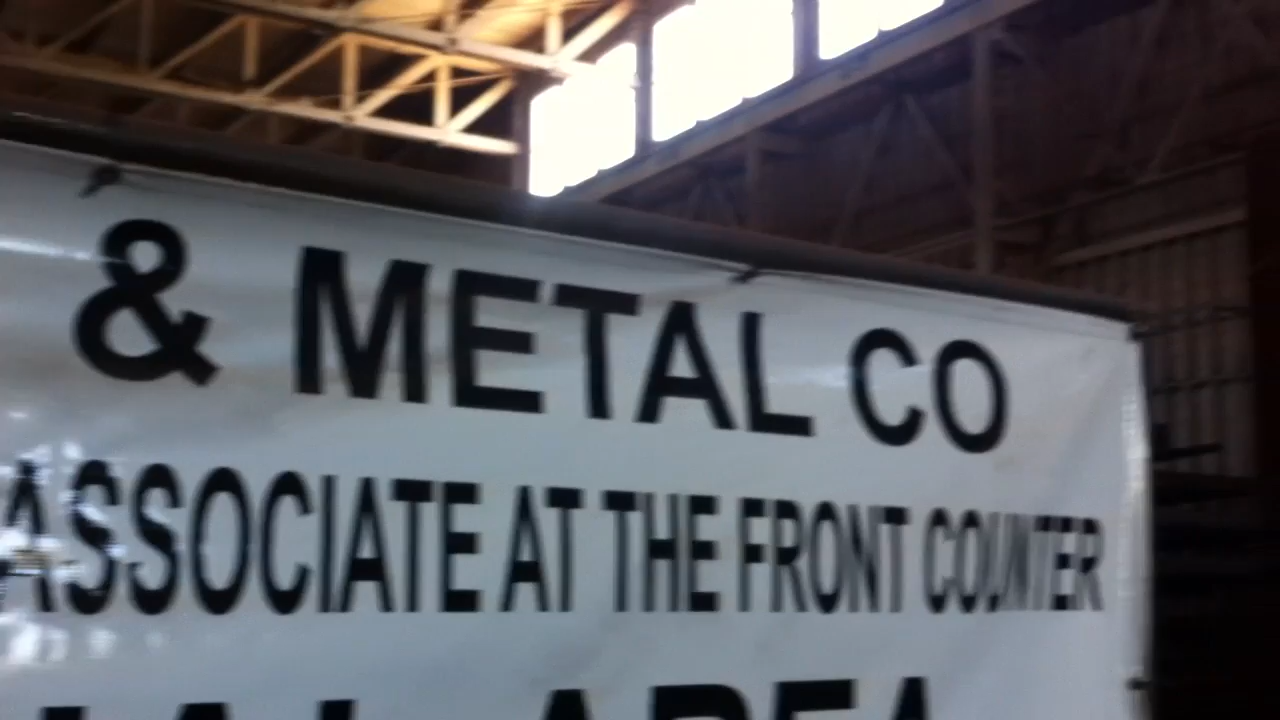 & METAL CO
ASSOCIATE AT THE FRONT COUNTER
AREA